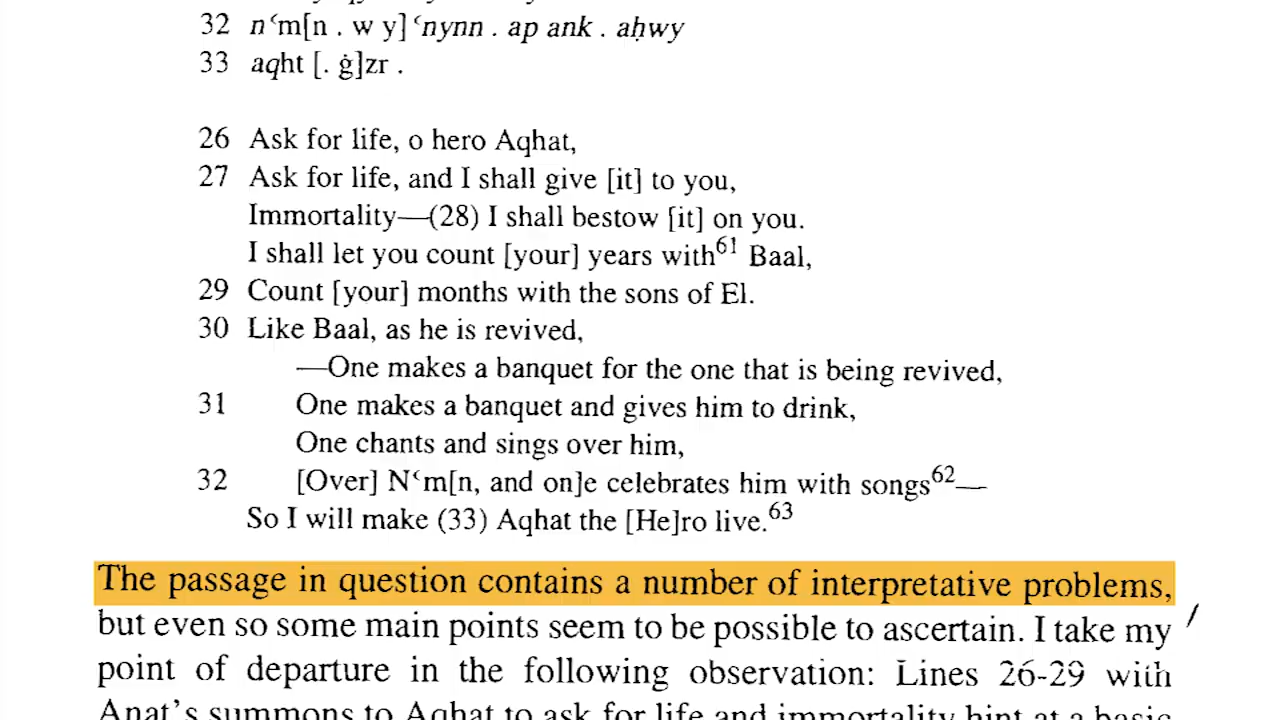 32 nʿm[n . w y]ʿnynn . ap ank . aḥwy
33 aqht [. ġ]zr .
26 Ask for life, o hero Aqhat,
27 Ask for life, and I shall give [it] to you,
Immortality—(28) I shall bestow [it] on you.
I shall let you count [your] years with61 Baal,
29 Count [your] months with the sons of El.
30 Like Baal, as he is revived,
—One makes a banquet for the one that is being revived,
31 One makes a banquet and gives him to drink,
One chants and sings over him,
32 [Over] Nʿm[n, and on]e celebrates him with songs62—
So I will make (33) Aqhat the [He]ro live.63
The passage in question contains a number of interpretative problems,
but even so some main points seem to be possible to ascertain. I take my
point of departure in the following observation: Lines 26-29 with
Anat's summons to Aqhat to ask for life and immortality hint at a basic